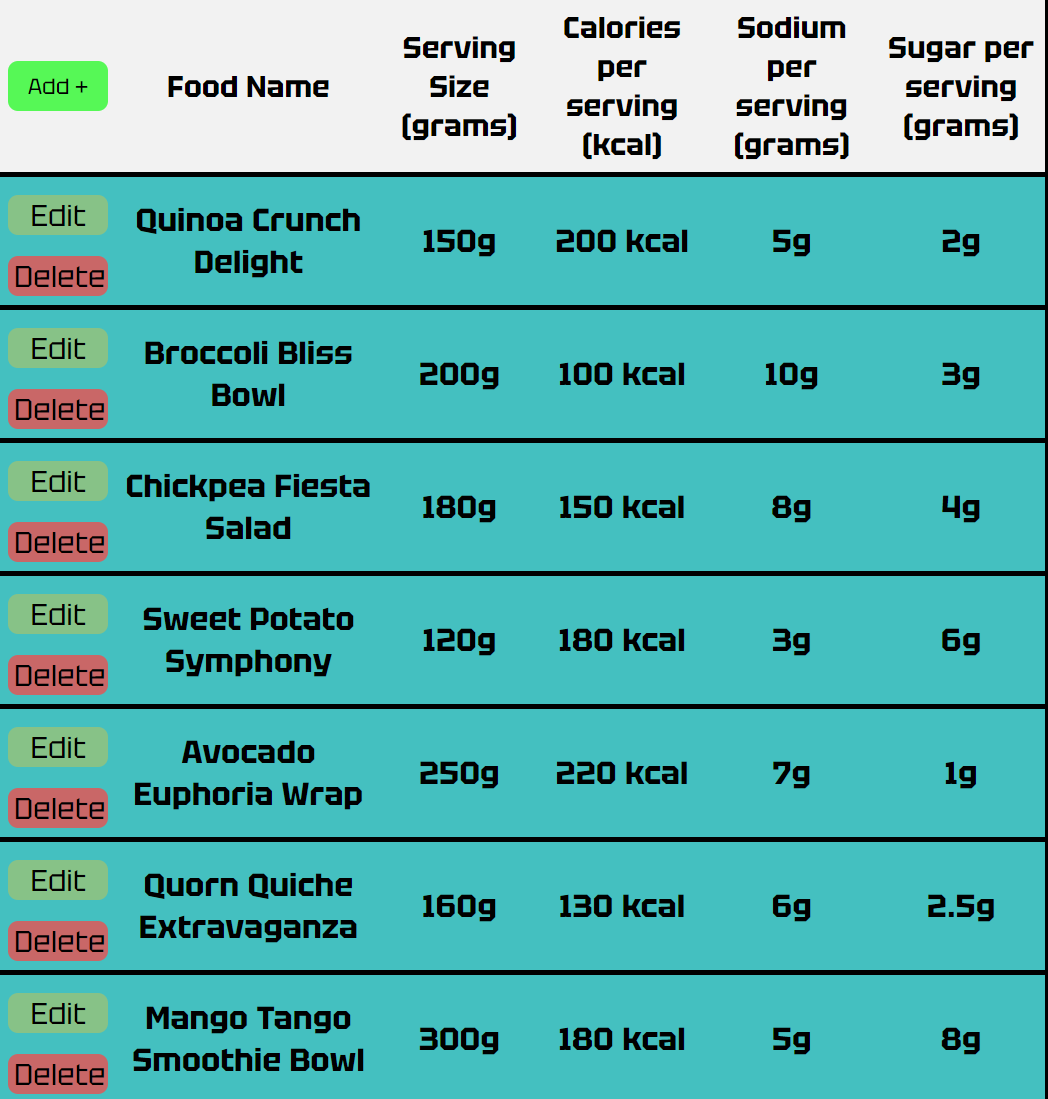 Add +
Food Name
Serving
Size
(grams)
Calories
per
serving
(kcal)
Sodium
per
serving
(grams)
Sugar per
serving
(grams)
Edit
Delete
Quinoa Crunch
Delight
150g
200 kcal
5g
2g
Edit
Delete
Broccoli Bliss
Bowl
200g
100 kcal
10g
3g
Edit
Delete
Chickpea Fiesta
Salad
180g
150 kcal
8g
4g
Edit
Delete
Sweet Potato
Symphony
120g
180 kcal
3g
6g
Edit
Delete
Avocado
Euphoria Wrap
250g
220 kcal
7g
1g
Edit
Delete
Quorn Quiche
Extravaganza
160g
130 kcal
6g
2.5g
Edit
Delete
Mango Tango
Smoothie Bowl
300g
180 kcal
5g
8g